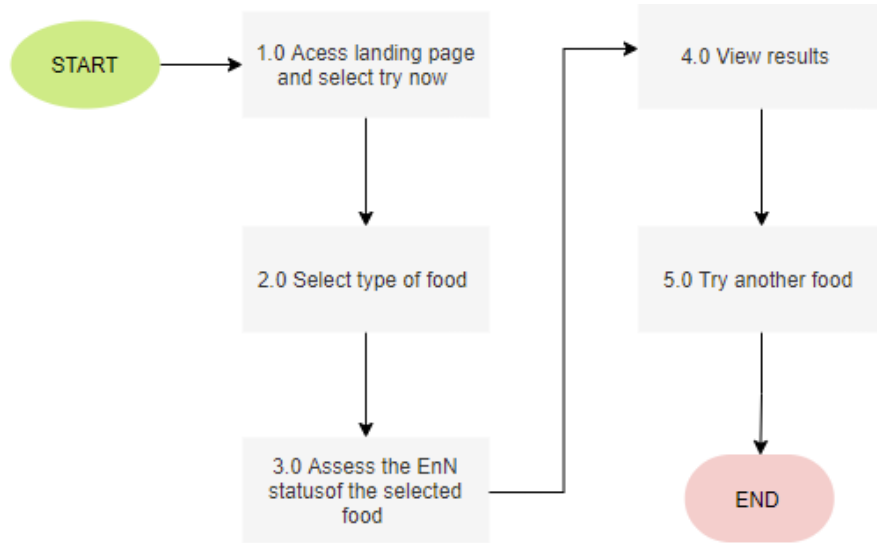 START
1.0 Acess landing page
and select try now
2.0 Select type of food
3.0 Assess the EnN
statusof the selected
food
4.0 View results
5.0 Try another food
END